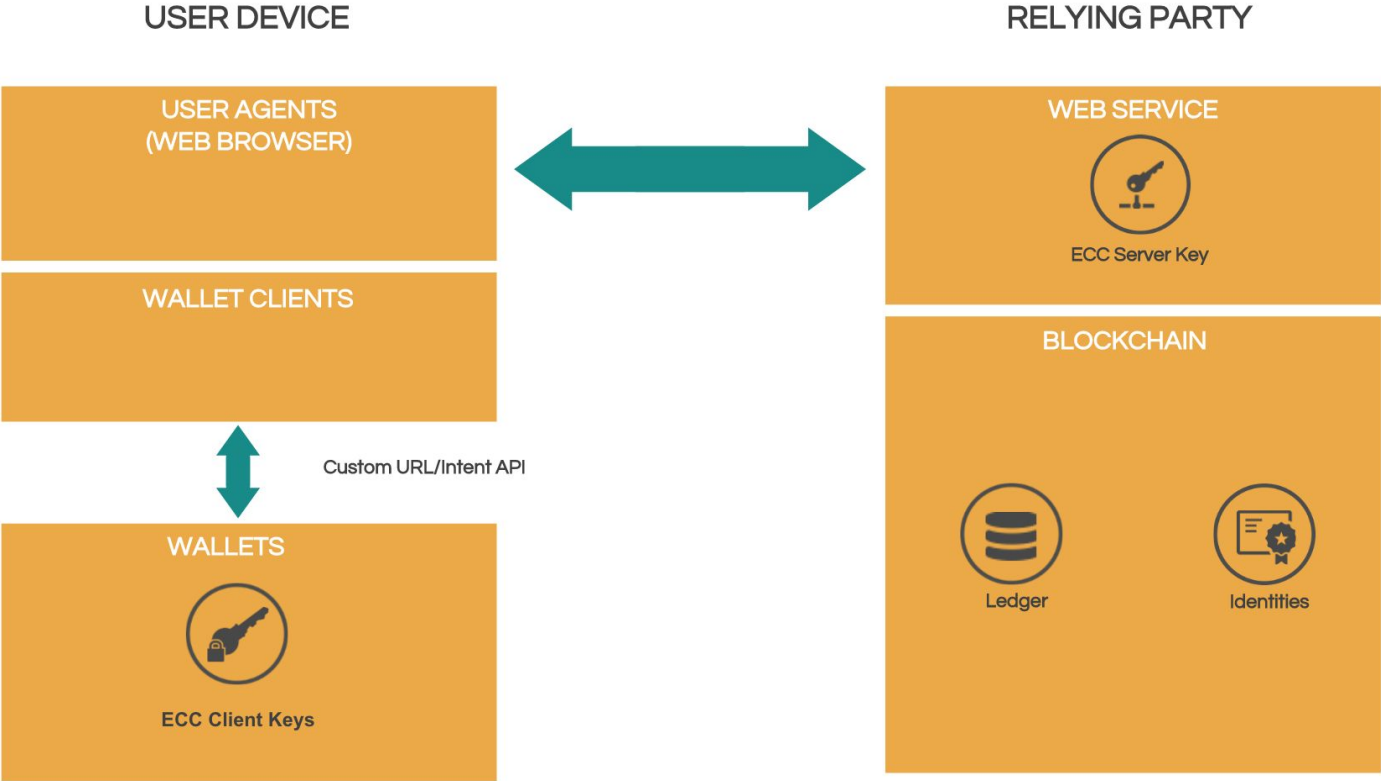 USER DEVICE
USER AGENTS
(WEB BROWSER)
WALLET CLIENTS
Custom URL/Intent API
WALLETS
ECC Client Keys
RELYING PARTY
WEB SERVICE
ECC Server Key
BLOCKCHAIN
Ledger
Identities